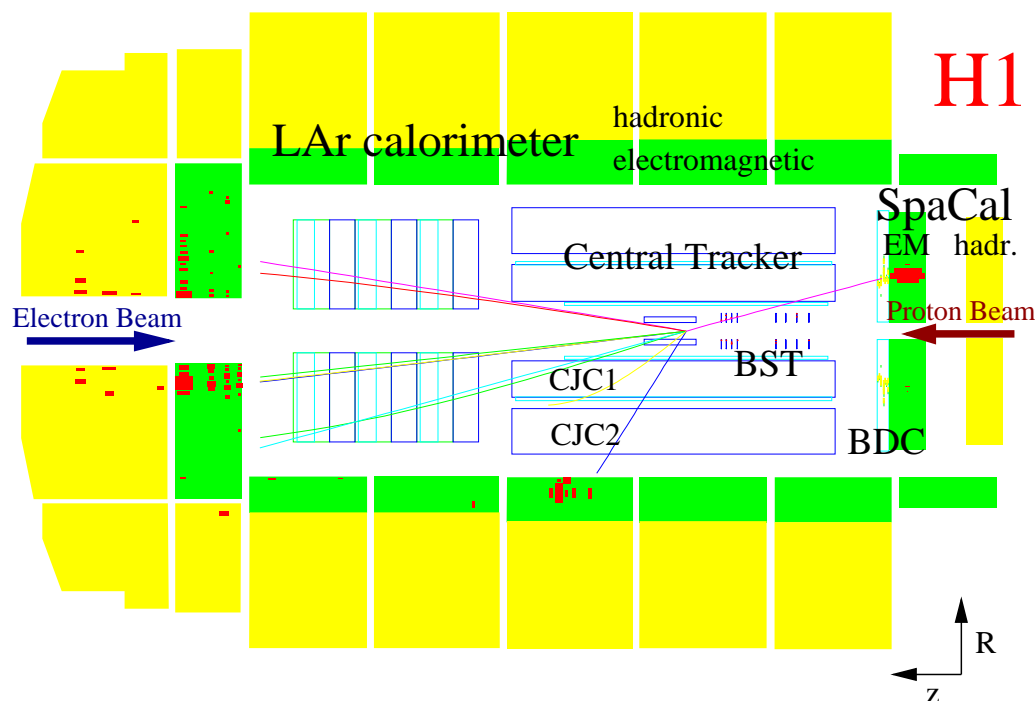 H1
LAr calorimeter
hadronic
electromagnetic
SpaCal
EM hadr.
Central Tracker
Electron Beam
Proton Beam
BST
CJC1
CJC2
BDC
R
z